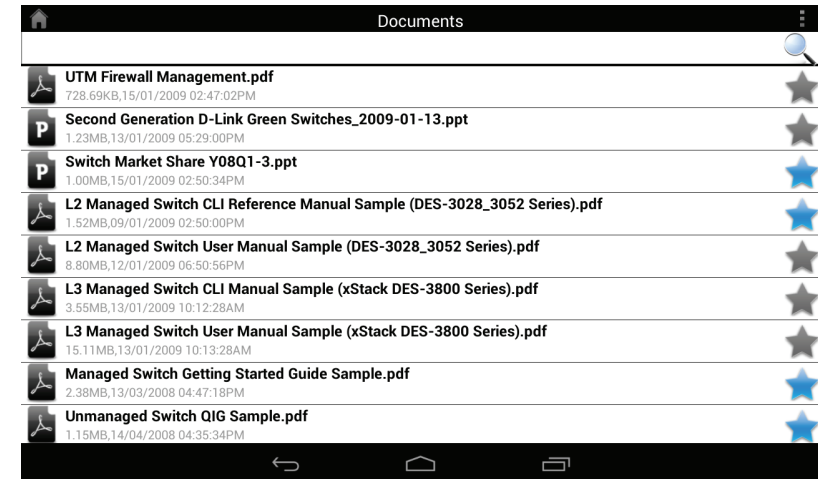 Documents
UTM Firewall Management.pdf
728.69KB,15/01/2009 02:47:02PM
P
Second Generation D-Link Green Switches_2009-01-13.ppt
1.23MB,13/01/2009 05:29:00PM
P
Switch Market Share Y08Q1-3.ppt
1.00MB,15/01/2009 02:50:34PM
L2 Managed Switch CLI Reference Manual Sample (DES-3028_3052 Series).pdf
1.52MB,09/01/2009 02:50:00PM
L2 Managed Switch User Manual Sample (DES-3028_3052 Series).pdf
8.80MB,12/01/2009 06:50:56PM
L3 Managed Switch CLI Manual Sample (xStack DES-3800 Series).pdf
3.55MB,13/01/2009 10:12:28AM
L3 Managed Switch User Manual Sample (xStack DES-3800 Series).pdf
15.11MB,13/01/2009 10:13:28AM
Managed Switch Getting Started Guide Sample.pdf
2.38MB,13/03/2008 04:47:18PM
Unmanaged Switch QIG Sample.pdf
1.15MB,14/04/2008 04:35:34PM